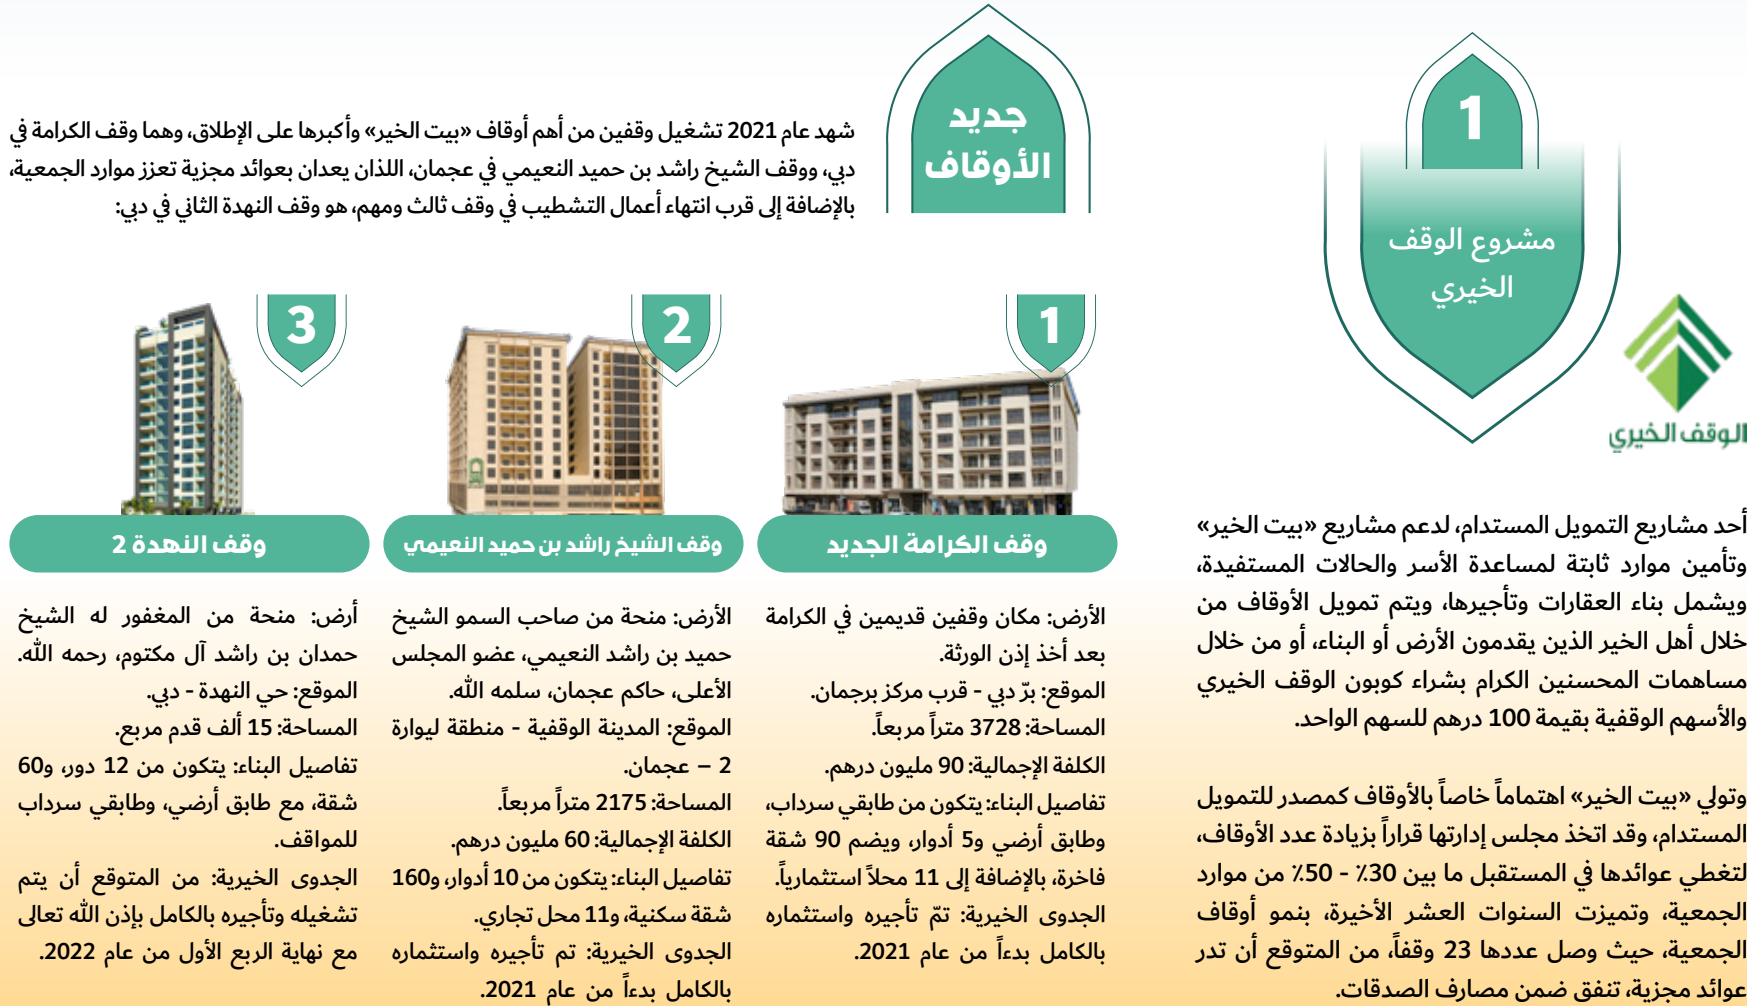 1
مشروع الوقف
الخيري
الوقف الخيري
أحد مشاريع التمويل المستدام، لدعم مشاريع «بيت الخير»
وتأمين موارد ثابتة لمساعدة الأسر والحالات المستفيدة،
ويشمل بناء العقارات وتأجيرها، ويتم تمويل الأوقاف من
خلال أهل الخير الذين يقدمون الأرض أو البناء، أو من خلال
مساهمات المحسنين الكرام بشراء كوبون الوقف الخيري
والأسهم الوقفية بقيمة 100 درهم للسهم الواحد.
وتولي «بيت الخير» اهتماماً خاصاً بالأوقاف كمصدر للتمويل
المستدام، وقد اتخذ مجلس إدارتها قراراً بزيادة عدد الأوقاف،
لتغطي عوائدها في المستقبل ما بين 30٪ - 50٪ من موارد
الجمعية، وتميزت السنوات العشر الأخيرة، بنمو أوقاف
الجمعية، حيث وصل عددها 23 وقفاً، من المتوقع أن تدر
عوائد مجزية، تنفق ضمن مصارف الصدقات.
جديد
الأوقاف
شهد عام 2021 تشغيل وقفين من أهم أوقاف «بيت الخير» وأكبرها على الإطلاق، وهما وقف الكرامة في
دبي، ووقف الشيخ راشد بن حميد النعيمي في عجمان، اللذان يعدان بعوائد مجزية تعزز موارد الجمعية،
بالإضافة إلى قرب انتهاء أعمال التشطيب في وقف ثالث ومهم، هو وقف النهدة الثاني في دبي:
1
وقف الكرامة الجديد
الأرض: مكان وقفين قديمين في الكرامة
بعد أخذ إذن الورثة.
الموقع: برّ دبي - قرب مركز برجمان.
المساحة: 3728 متراً مربعاً.
الكلفة الإجمالية: 90 مليون درهم.
تفاصيل البناء: يتكون من طابقي سرداب،
وطابق أرضي و5 أدوار، ويضم 90 شقة
فاخرة، بالإضافة إلى 11 محلاً استثمارياً.
الجدوى الخيرية: تمّ تأجيره واستثماره
بالكامل بدءاً من عام 2021.
2
وقف الشيخ راشد بن حميد النعيمي
الأرض: منحة من صاحب السمو الشيخ
حميد بن راشد النعيمي، عضو المجلس
الأعلى، حاكم عجمان، سلمه الله.
الموقع: المدينة الوقفية - منطقة ليوارة
2 – عجمان.
المساحة: 2175 متراً مربعاً.
الكلفة الإجمالية: 60 مليون درهم.
تفاصيل البناء: يتكون من 10 أدوار، و160
شقة سكنية، و11 محل تجاري.
الجدوى الخيرية: تم تأجيره واستثماره
بالكامل بدءاً من عام 2021.
3
وقف النهدة 2
أرض: منحة من المغفور له الشيخ
حمدان بن راشد آل مكتوم، رحمه الله.
الموقع: حي النهدة - دبي.
المساحة: 15 ألف قدم مربع.
تفاصيل البناء: يتكون من 12 دور، و60
شقة، مع طابق أرضي، وطابقي سرداب
للمواقف.
الجدوى الخيرية: من المتوقع أن يتم
تشغيله وتأجيره بالكامل بإذن الله تعالى
مع نهاية الربع الأول من عام 2022.